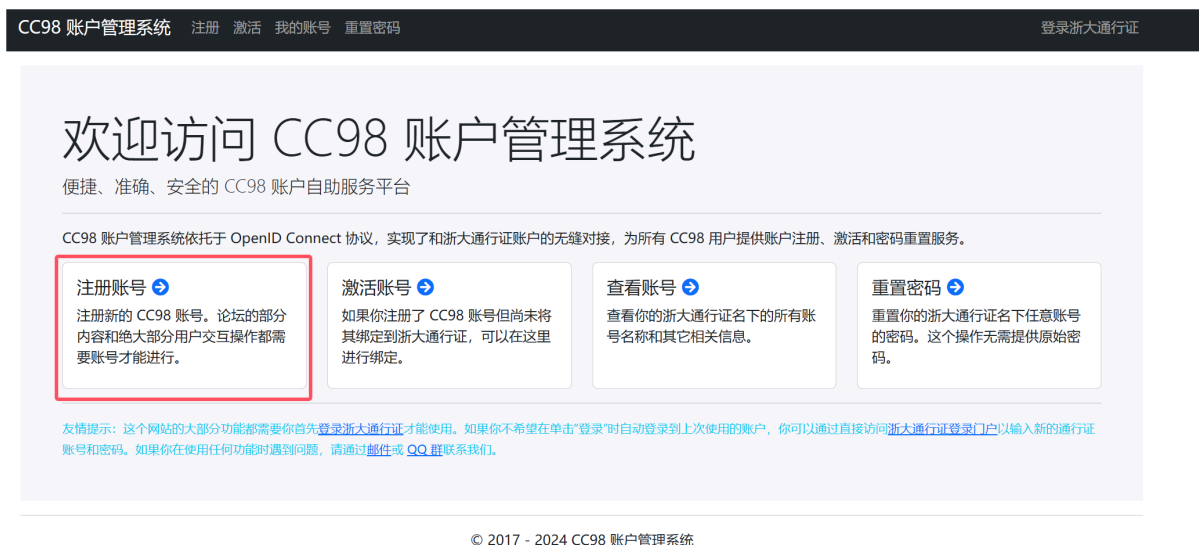 CC98 账户管理系统 注册 激活 我的账号 重置密码 登录浙大通行证
欢迎访问 CC98 账户管理系统
便捷、准确、安全的 CC98 账户自助服务平台
CC98 账户管理系统依托于 OpenID Connect 协议，实现了和浙大通行证账户的无缝对接，为所有 CC98 用户提供账户注册、激活和密码重置服务。
注册账号
注册新的 CC98 账号。论坛的部分
内容和绝大部分用户交互操作都需
要账号才能进行。
激活账号
如果你注册了 CC98 账号但尚未将
其绑定到浙大通行证，可以在这里
进行绑定。
查看账号
查看你的浙大通行证名下的所有账
号名称和其它相关信息。
重置密码
重置你的浙大通行证名下任意账号
的密码。这个操作无需提供原始密
码。
友情提示：这个网站的大部分功能都需要你首先登录浙大通行证才能使用。如果你不希望在单击"登录"时自动登录到上次使用的账户，你可以通过直接访问浙大通行证登录门户以输入新的通行证
账号和密码。如果你在使用任何功能时遇到问题，请通过邮件或 QQ 群联系我们。
© 2017 - 2024 CC98 账户管理系统